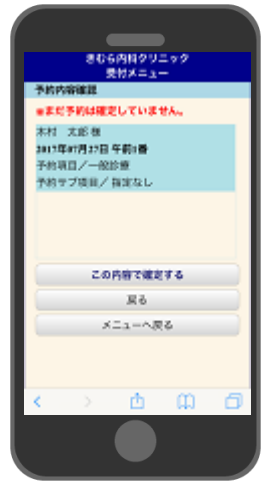 きむら内科クリニック
受付メニュー
予約内容確認
※まだ予約は確定していません。
木村　太郎 様
2017年07月27日 午前1番
予約項目／一般診療
予約サブ項目／ 指定なし
この内容で確定する
戻る
メニューへ戻る